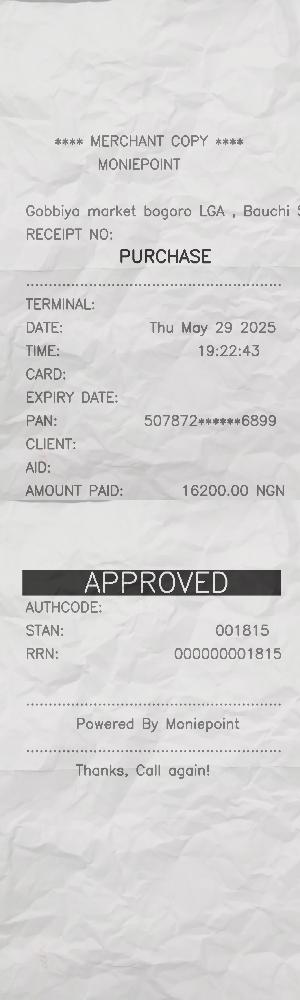 **** MERCHANT COPY ****
MONIEPOINT
Gobbiya market bogoro LGA , Bauchi
RECEIPT NO:
PURCHASE
TERMINAL:
DATE: Thu May 29 2025
TIME: 19:22:43
CARD:
EXPIRY DATE:
PAN: 507872******6899
CLIENT:
AID:
AMOUNT PAID: 16200.00 NGN
APPROVED
AUTHCODE:
STAN: 001815
RRN: 000000001815
Powered By Moniepoint
Thanks, Call again!